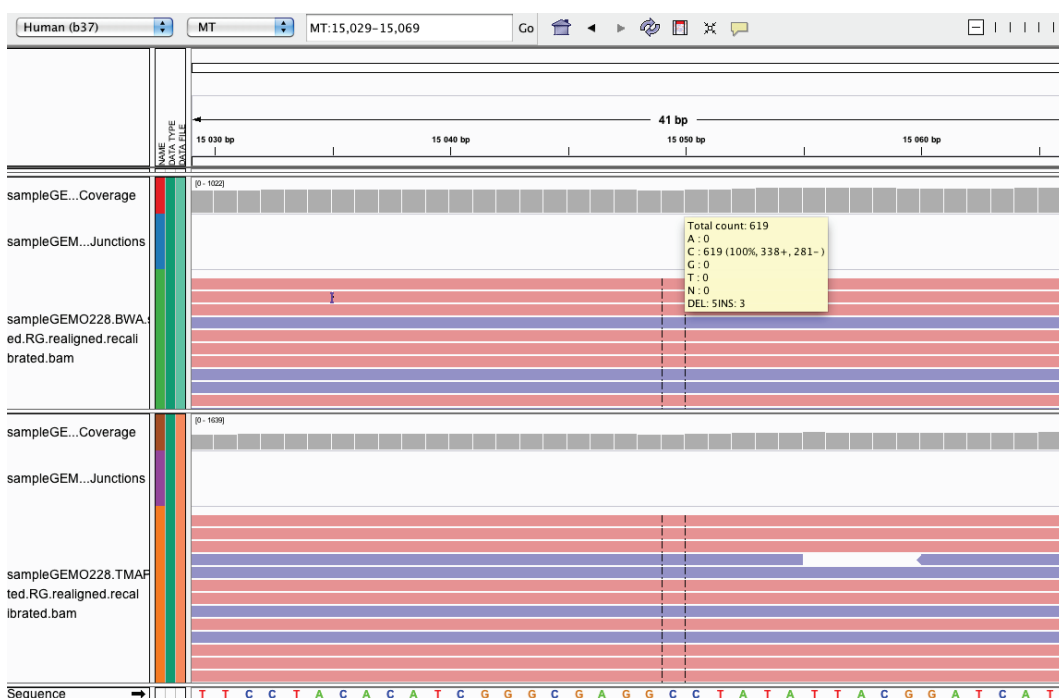 Human (b37) MT MT:15,029-15,069 Go
NAME
DATA TYPE
DATA FILE
41 bp
15 030 bp 15 040 bp 15 050 bp 15 060 bp
sampleGE...Coverage
[0 - 1022]
sampleGEM...Junctions
Total count: 619
A : 0
C : 619 (100%, 338+, 281- )
G : 0
T : 0
N : 0
DEL: 5INS: 3
sampleGEMO228.BWA.s
ed.RG.realigned.recali
brated.bam
sampleGE...Coverage
[0 - 1639]
sampleGEM...Junctions
sampleGEMO228.TMAP
ted.RG.realigned.recal
ibrated.bam
Sequence T T C C T A C A C A T C G G G C G A G G C C T A T A T T A C G G A T C A T